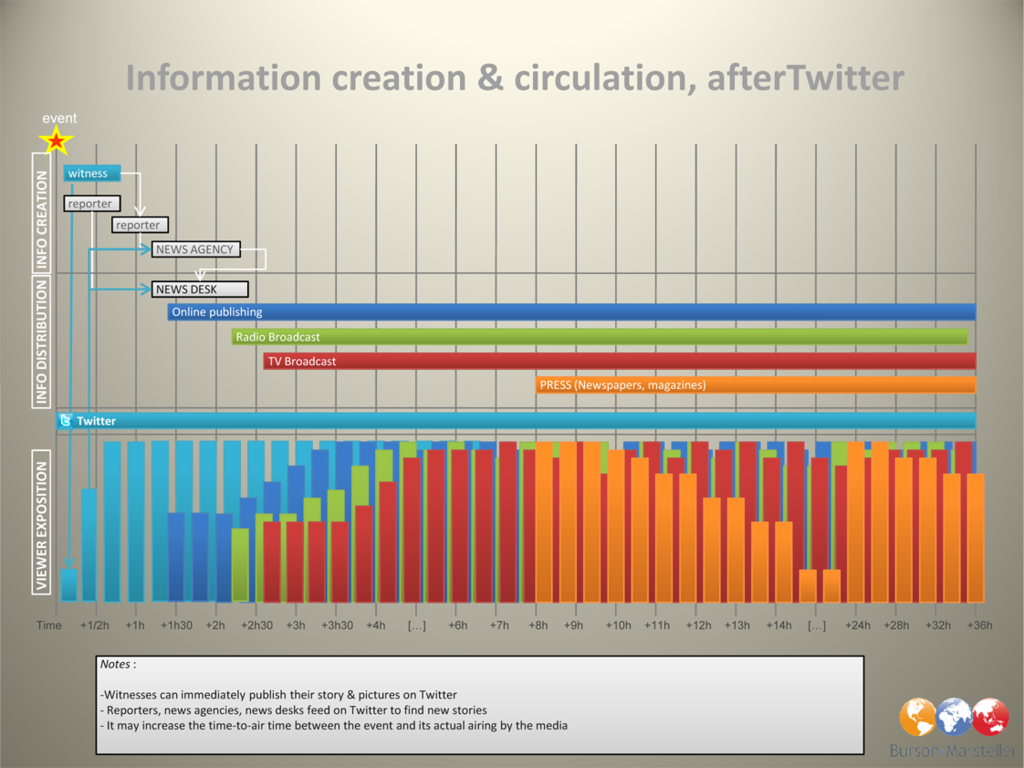 Information creation & circulation, afterTwitter
event
INFO CREATION
witness
reporter
reporter
NEWS AGENCY
INFO DISTRIBUTION
NEWS DESK
Online publishing
Radio Broadcast
TV Broadcast
PRESS (Newspapers, magazines)
Twitter
VIEWER EXPOSITION
Time +1/2h +1h +1h30 +2h +2h30 +3h +3h30 +4h [...] +6h +7h +8h +9h +10h +11h +12h +13h +14h [...] +24h +28h +32h +36h
Notes :
-Witnesses can immediately publish their story & pictures on Twitter
- Reporters, news agencies, news desks feed on Twitter to find new stories
- It may increase the time-to-air time between the event and its actual airing by the media
Burson-Marsteller